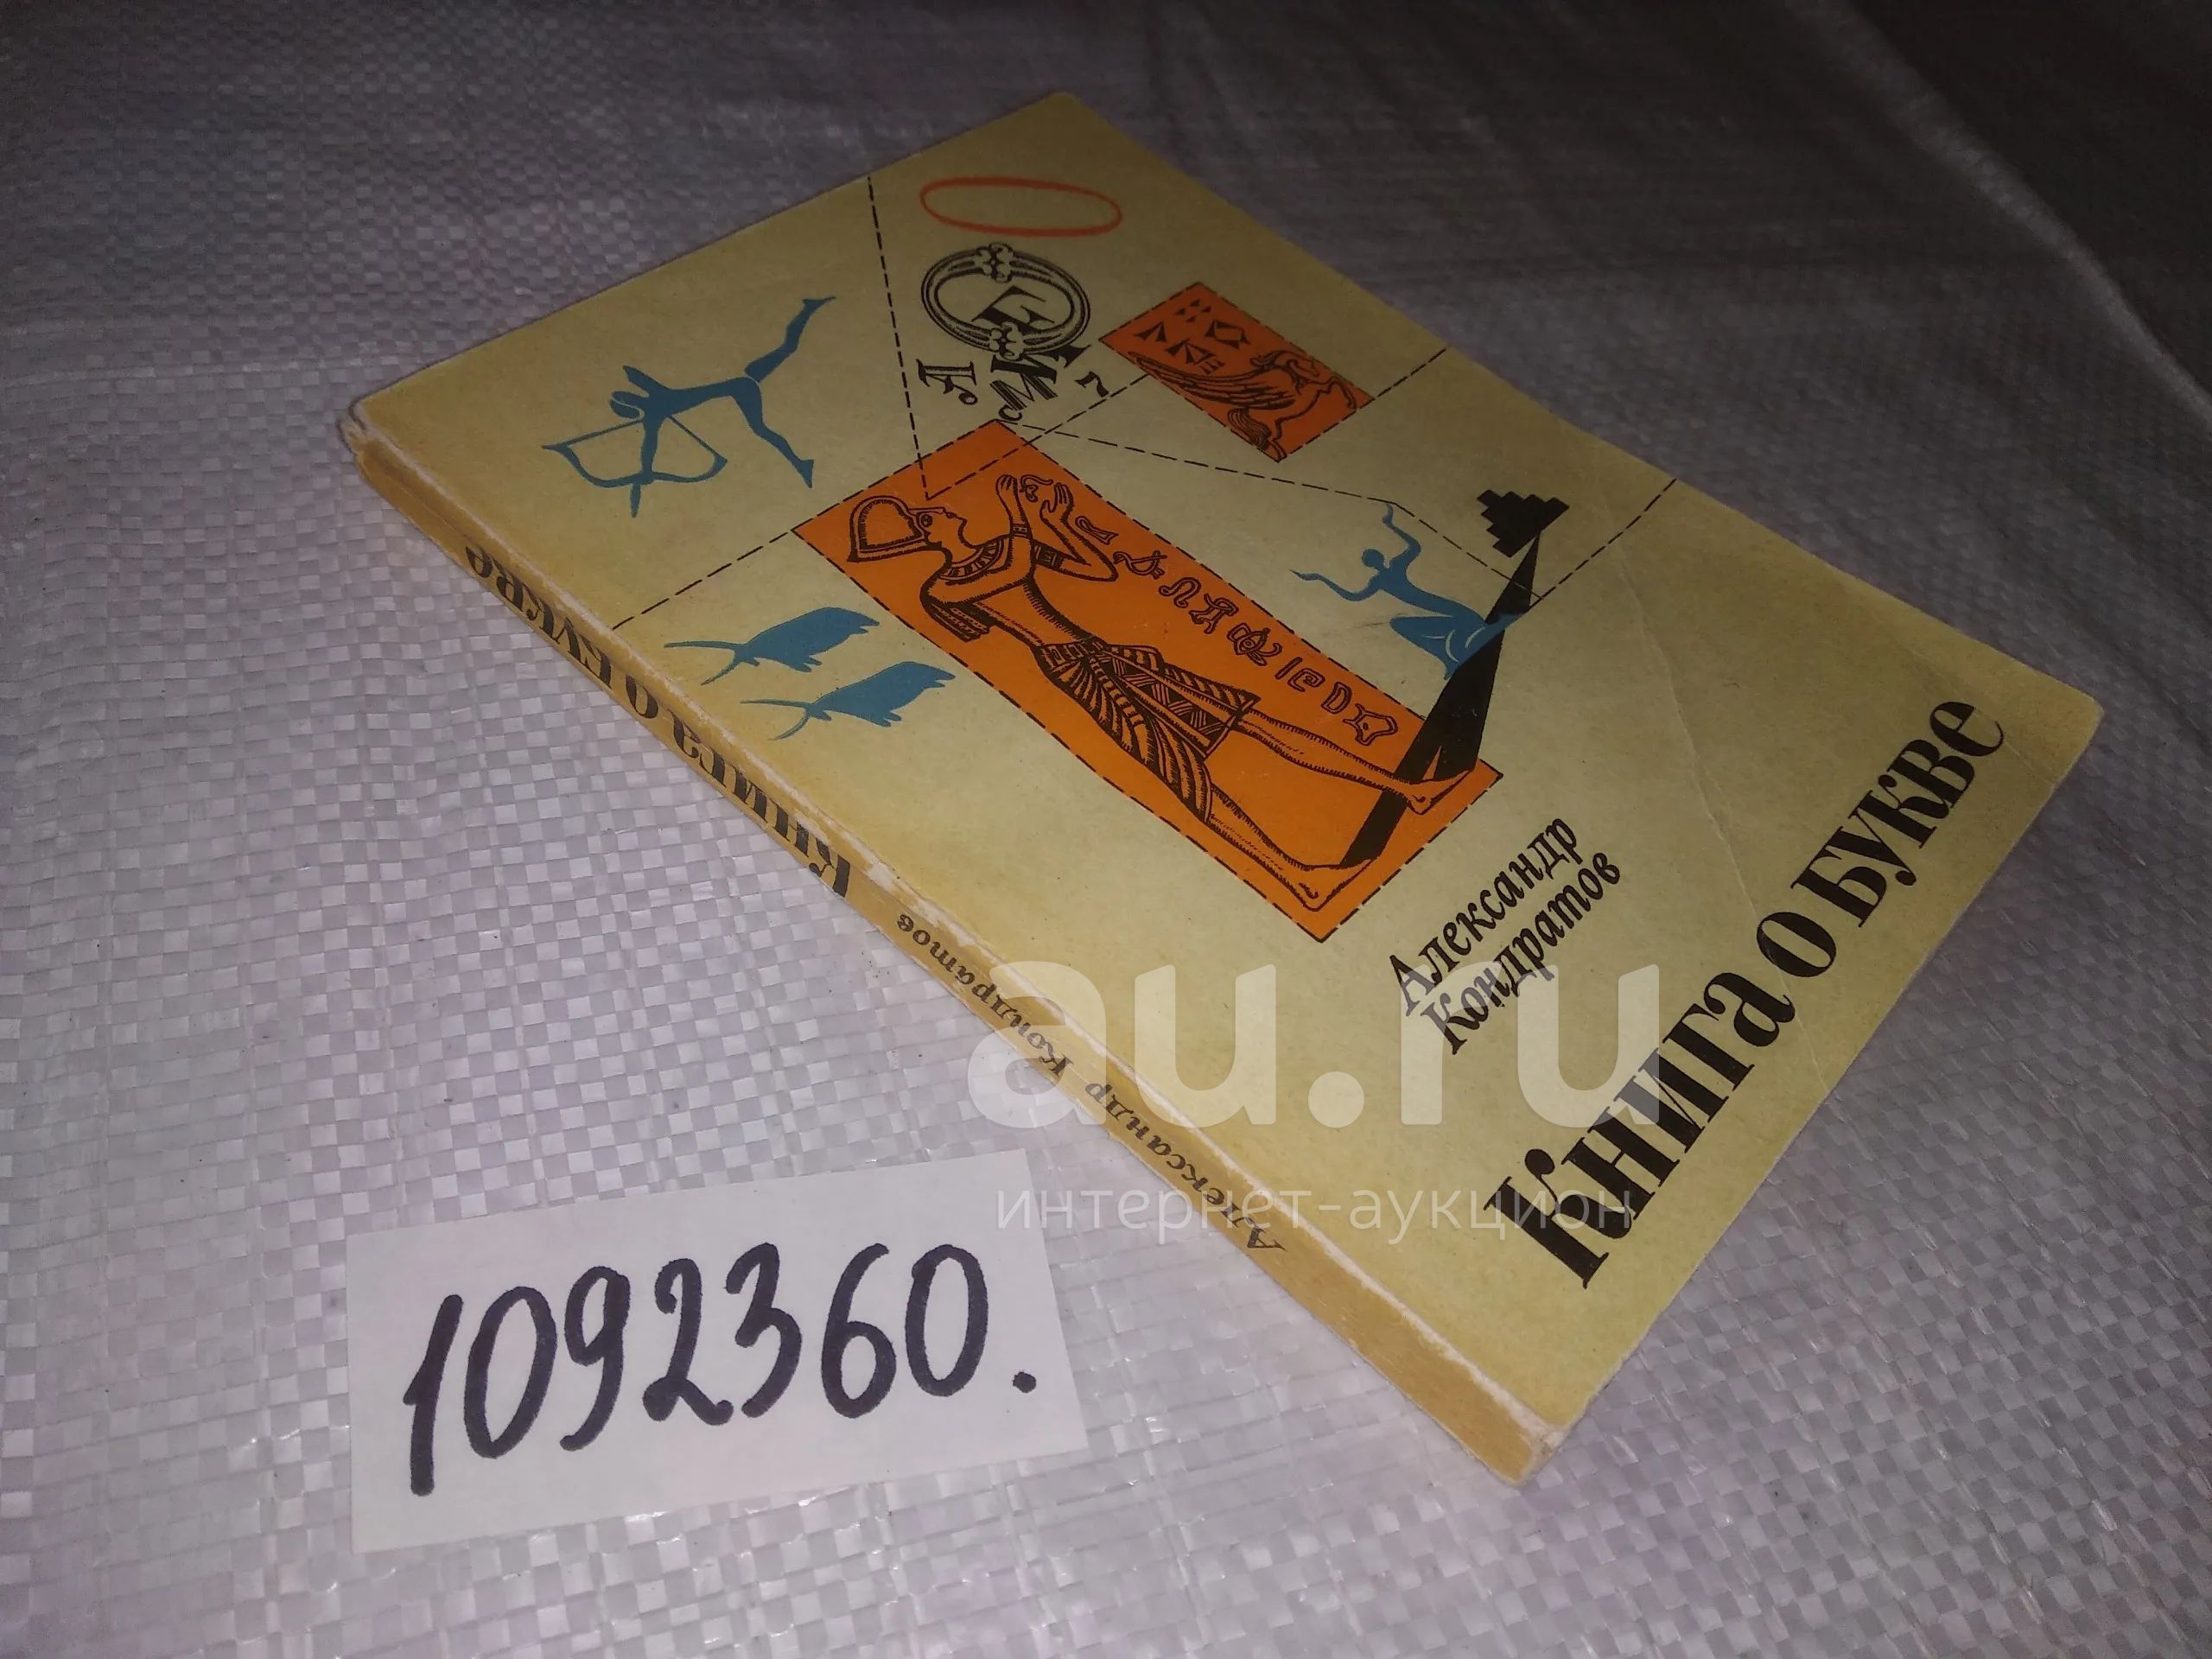 Александр
Кондратов
Книга о букве
Александр Кондратов Книга о букве
au.ru
интернет-аукцион
1092360.